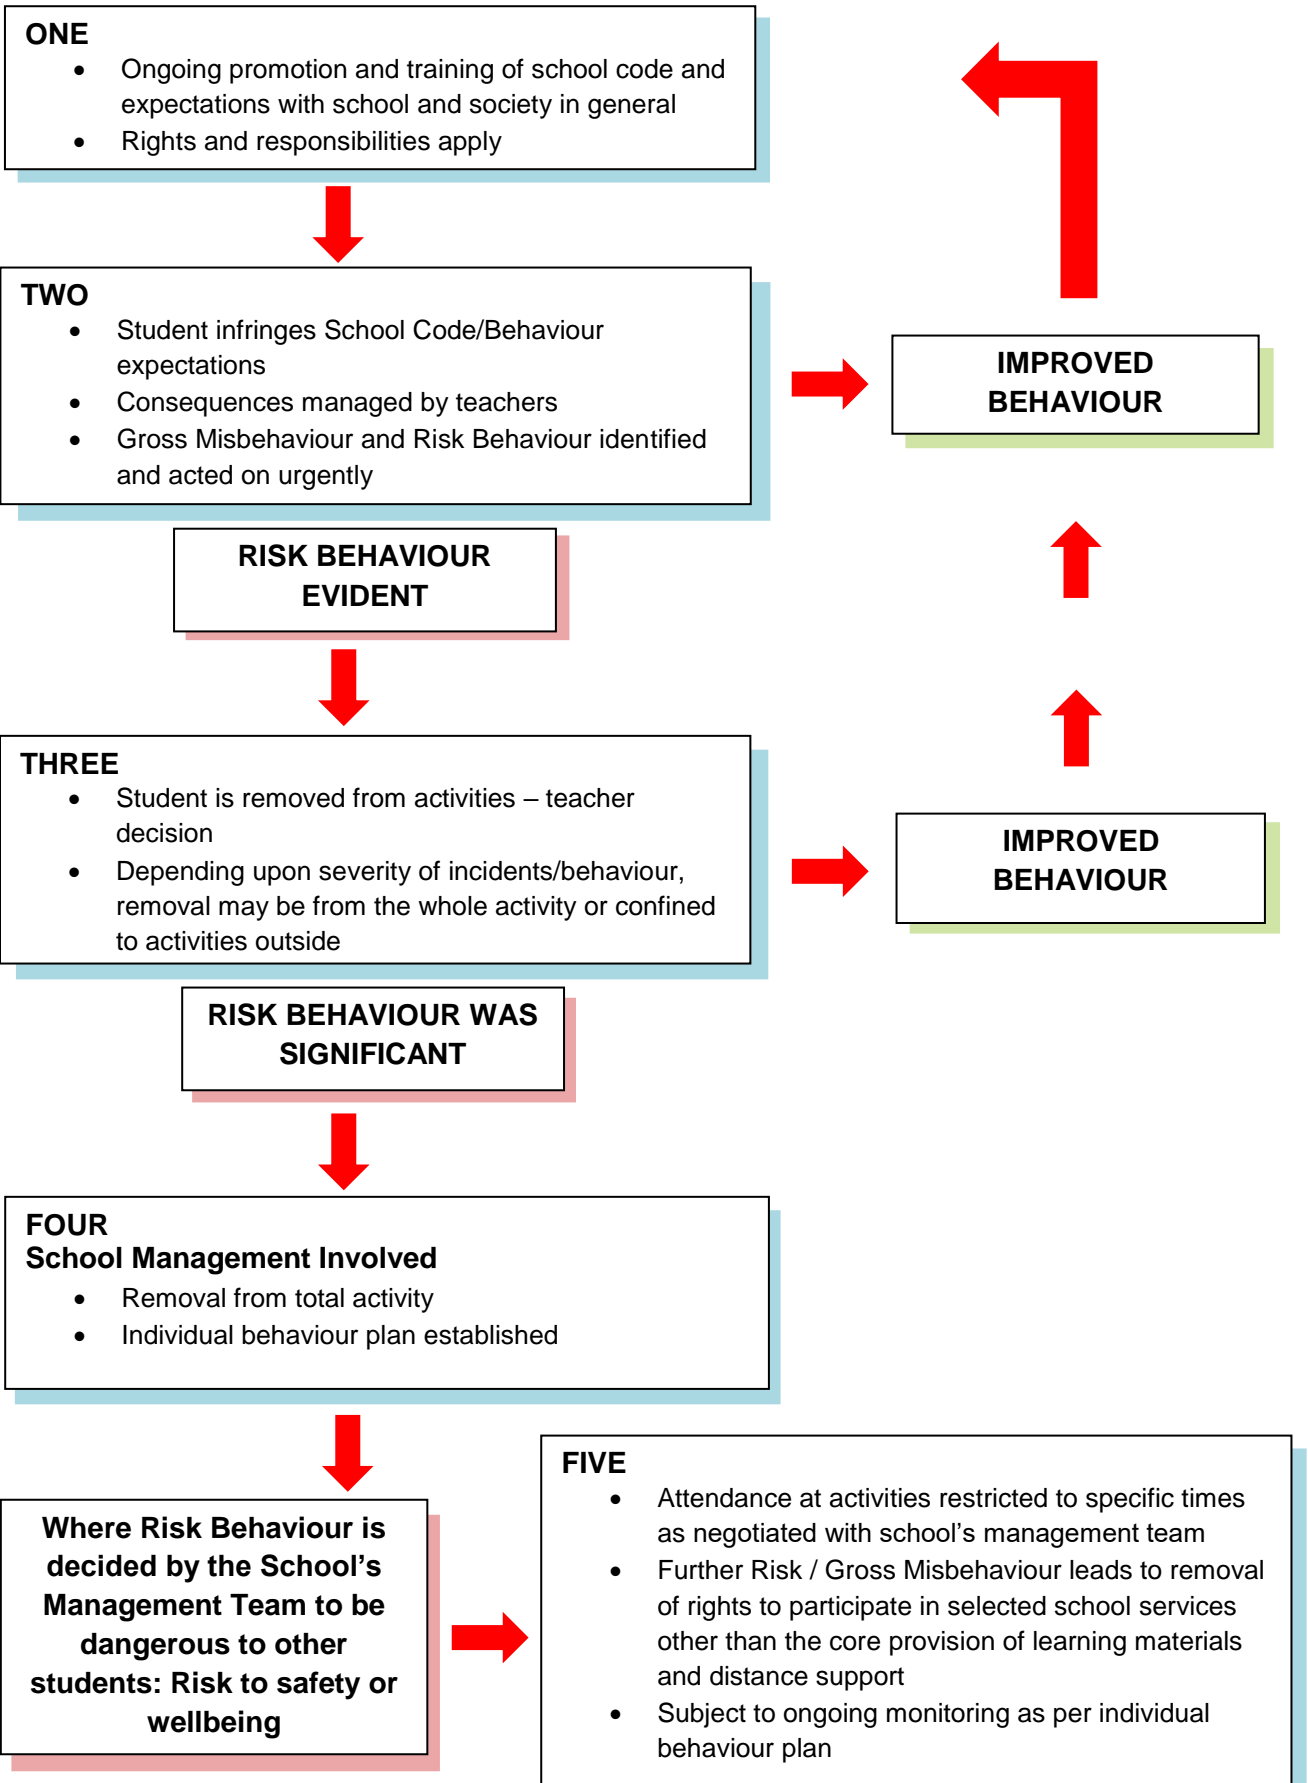 ONE
• Ongoing promotion and training of school code and
expectations with school and society in general
• Rights and responsibilities apply
TWO
• Student infringes School Code/Behaviour
expectations
• Consequences managed by teachers
• Gross Misbehaviour and Risk Behaviour identified
and acted on urgently
IMPROVED
BEHAVIOUR
RISK BEHAVIOUR
EVIDENT
THREE
• Student is removed from activities – teacher
decision
• Depending upon severity of incidents/behaviour,
removal may be from the whole activity or confined
to activities outside
IMPROVED
BEHAVIOUR
RISK BEHAVIOUR WAS
SIGNIFICANT
FOUR
School Management Involved
• Removal from total activity
• Individual behaviour plan established
Where Risk Behaviour is
decided by the School’s
Management Team to be
dangerous to other
students: Risk to safety or
wellbeing
FIVE
• Attendance at activities restricted to specific times
as negotiated with school’s management team
• Further Risk / Gross Misbehaviour leads to removal
of rights to participate in selected school services
other than the core provision of learning materials
and distance support
• Subject to ongoing monitoring as per individual
behaviour plan